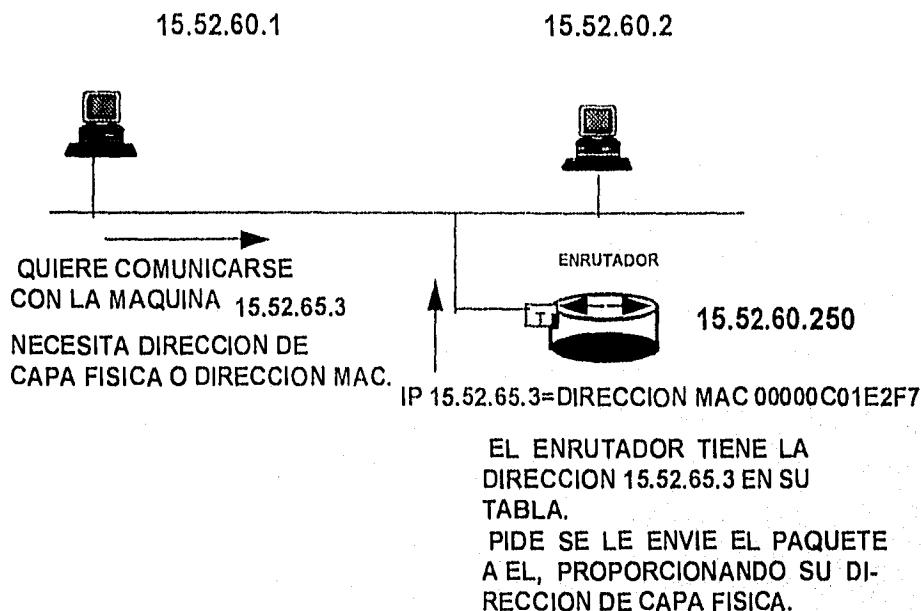 15.52.60.1
15.52.60.2
QUIERE COMUNICARSE
CON LA MAQUINA 15.52.65.3
NECESITA DIRECCION DE
CAPA FISICA O DIRECCION MAC.
ENRUTADOR
T
15.52.60.250
IP 15.52.65.3=DIRECCION MAC 00000C01E2F7
EL ENRUTADOR TIENE LA
DIRECCION 15.52.65.3 EN SU
TABLA.
PIDE SE LE ENVIE EL PAQUETE
A EL, PROPORCIONANDO SU DI-
RECCION DE CAPA FISICA.